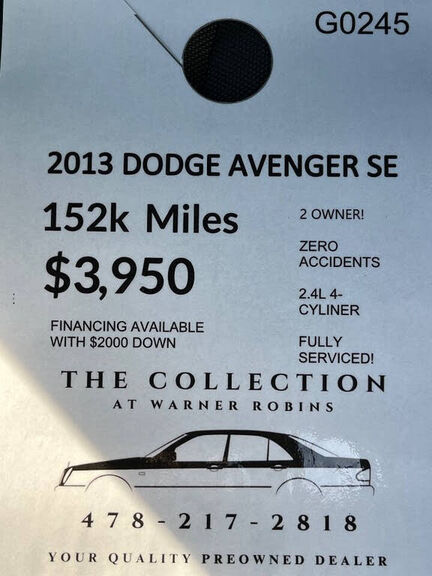 G0245
2013 DODGE AVENGER SE
152k Miles
$3,950
FINANCING AVAILABLE
WITH $2000 DOWN
2 OWNER!
ZERO
ACCIDENTS
2.4L 4-
CYLINER
FULLY
SERVICED!
THE COLLECTION
AT WARNER ROBINS
478-217-2818
YOUR QUALITY PREOWNED DEALER